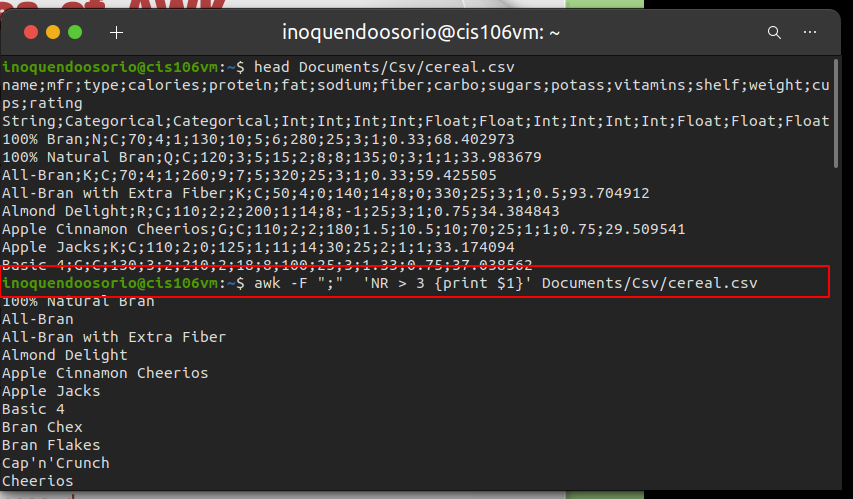 inoquendoosorio@cis106vm: ~
inoquendoosorio@cis106vm:~$ head Documents/Csv/cereal.csv
name;mfr;type;calories;protein;fat;sodium;fiber;carbo;sugars;potass;vitamins;shelf;weight;cu
ps;rating
String;Categorical;Categorical;Int;Int;Int;Int;Float;Float;Int;Int;Int;Int;Float;Float;Float
100% Bran;N;C;70;4;1;130;10;5;6;280;25;3;1;0.33;68.402973
100% Natural Bran;Q;C;120;3;5;15;2;8;8;135;0;3;1;1;33.983679
All-Bran;K;C;70;4;1;260;9;7;5;320;25;3;1;0.33;59.425505
All-Bran with Extra Fiber;K;C;50;4;0;140;14;8;0;330;25;3;1;0.5;93.704912
Almond Delight;R;C;110;2;2;200;1;14;8;-1;25;3;1;0.75;34.384843
Apple Cinnamon Cheerios;G;C;110;2;2;180;1.5;10.5;10;70;25;1;1;0.75;29.509541
Apple Jacks;K;C;110;2;0;125;1;11;14;30;25;2;1;1;33.174094
Basic 4;G;C;130;3;2;210;2;18;8;100;25;3;1.33;0.75;37.038562
inoquendoosorio@cis106vm:~$ awk -F ";"  'NR > 3 {print $1}' Documents/Csv/cereal.csv
100% Natural Bran
All-Bran
All-Bran with Extra Fiber
Almond Delight
Apple Cinnamon Cheerios
Apple Jacks
Basic 4
Bran Chex
Bran Flakes
Cap'n'Crunch
Cheerios